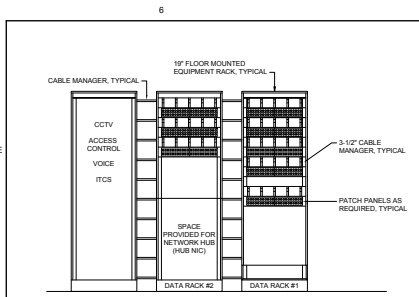 6
19" FLOOR MOUNTED
EQUIPMENT RACK, TYPICAL
CABLE MANAGER, TYPICAL
CCTV
ACCESS
CONTROL
VOICE
ITCS
3-1/2" CABLE
MANAGER, TYPICAL
PATCH PANELS AS
REQUIRED, TYPICAL
SPACE
PROVIDED FOR
NETWORK HUB
(HUB NIC)
DATA RACK #2
DATA RACK #1
E